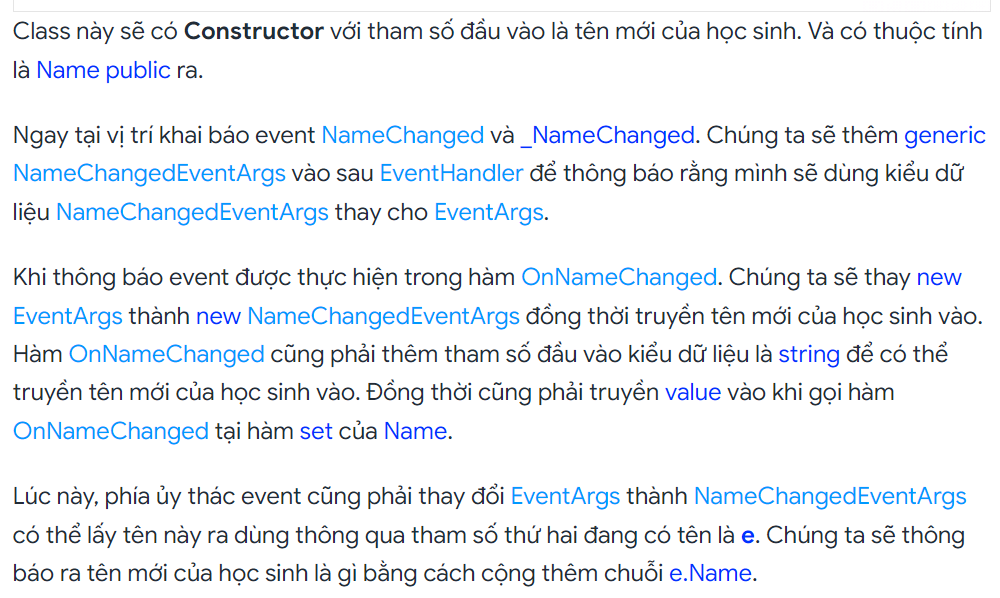 Class này sẽ có Constructor với tham số đầu vào là tên mới của học sinh. Và có thuộc tính
là Name public ra.
Ngay tại vị trí khai báo event NameChanged và _NameChanged. Chúng ta sẽ thêm generic
NameChangedEventArgs vào sau EventHandler để thông báo rằng mình sẽ dùng kiểu dữ
liệu NameChangedEventArgs thay cho EventArgs.
Khi thông báo event được thực hiện trong hàm OnNameChanged. Chúng ta sẽ thay new
EventArgs thành new NameChangedEventArgs đồng thời truyền tên mới của học sinh vào.
Hàm OnNameChanged cũng phải thêm tham số đầu vào kiểu dữ liệu là string để có thể
truyền tên mới của học sinh vào. Đồng thời cũng phải truyền value vào khi gọi hàm
OnNameChanged tại hàm set của Name.
Lúc này, phía ủy thác event cũng phải thay đổi EventArgs thành NameChangedEventArgs
có thể lấy tên này ra dùng thông qua tham số thứ hai đang có tên là e. Chúng ta sẽ thông
báo ra tên mới của học sinh là gì bằng cách cộng thêm chuỗi e.Name.